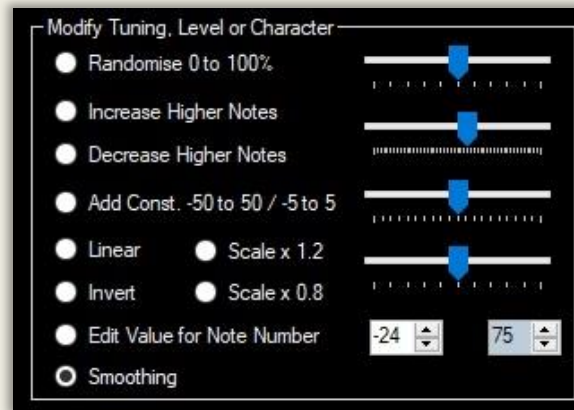 Modify Tuning, Level or Character
Randomise 0 to 100%
Increase Higher Notes
Decrease Higher Notes
Add Const. -50 to 50 / -5 to 5
Linear Scale x 1.2
Invert Scale x 0.8
Edit Value for Note Number -24 75
Smoothing